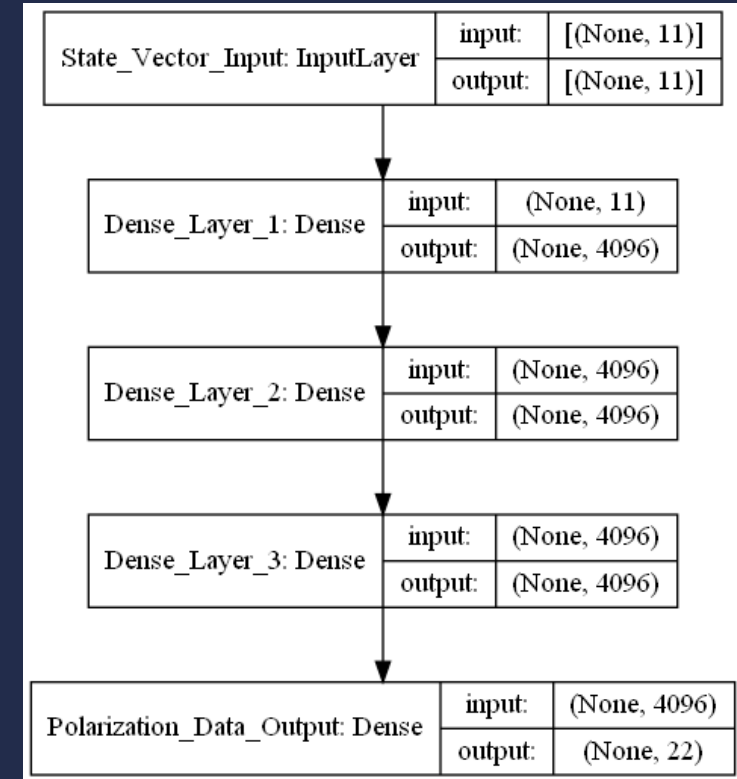 State_Vector_Input: InputLayer
input: [(None, 11)]
output: [(None, 11)]
Dense_Layer_1: Dense
input: (None, 11)
output: (None, 4096)
Dense_Layer_2: Dense
input: (None, 4096)
output: (None, 4096)
Dense_Layer_3: Dense
input: (None, 4096)
output: (None, 4096)
Polarization_Data_Output: Dense
input: (None, 4096)
output: (None, 22)